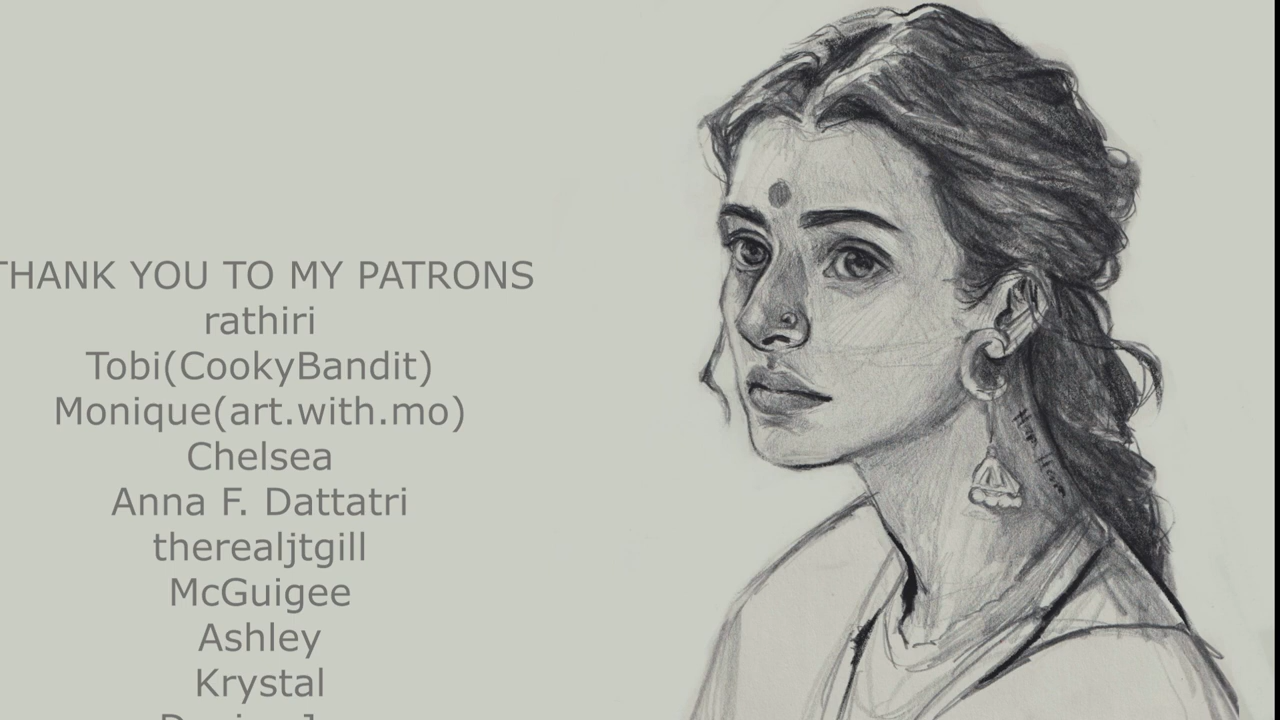 THANK YOU TO MY PATRONS
rathiri
Tobi(CookyBandit)
Monique(art.with.mo)
Chelsea
Anna F. Dattatri
therealjtgill
McGuigee
Ashley
Krystal